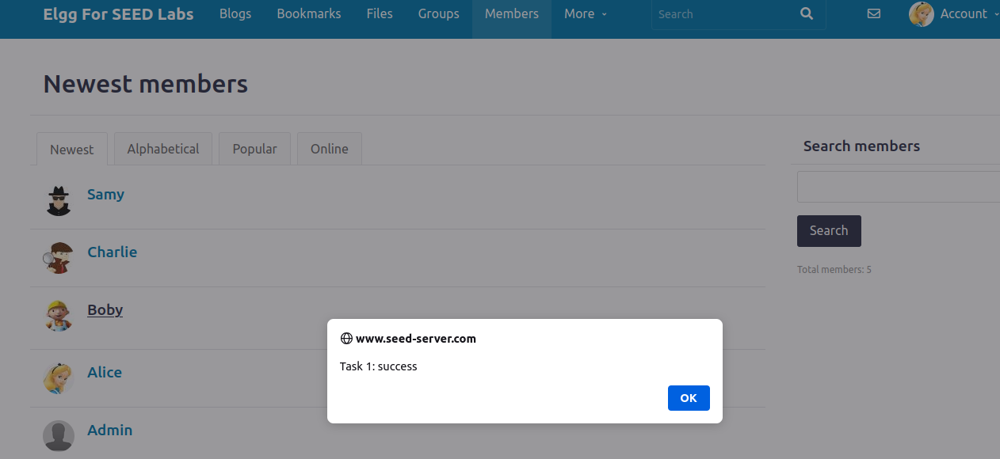 Elgg For SEED Labs Blogs Bookmarks Files Groups Members More Search Account
Newest members
Newest Alphabetical Popular Online
Search members
Samy
Search
Charlie
Total members: 5
Boby
www.seed-server.com
Task 1: success
Alice
OK
Admin